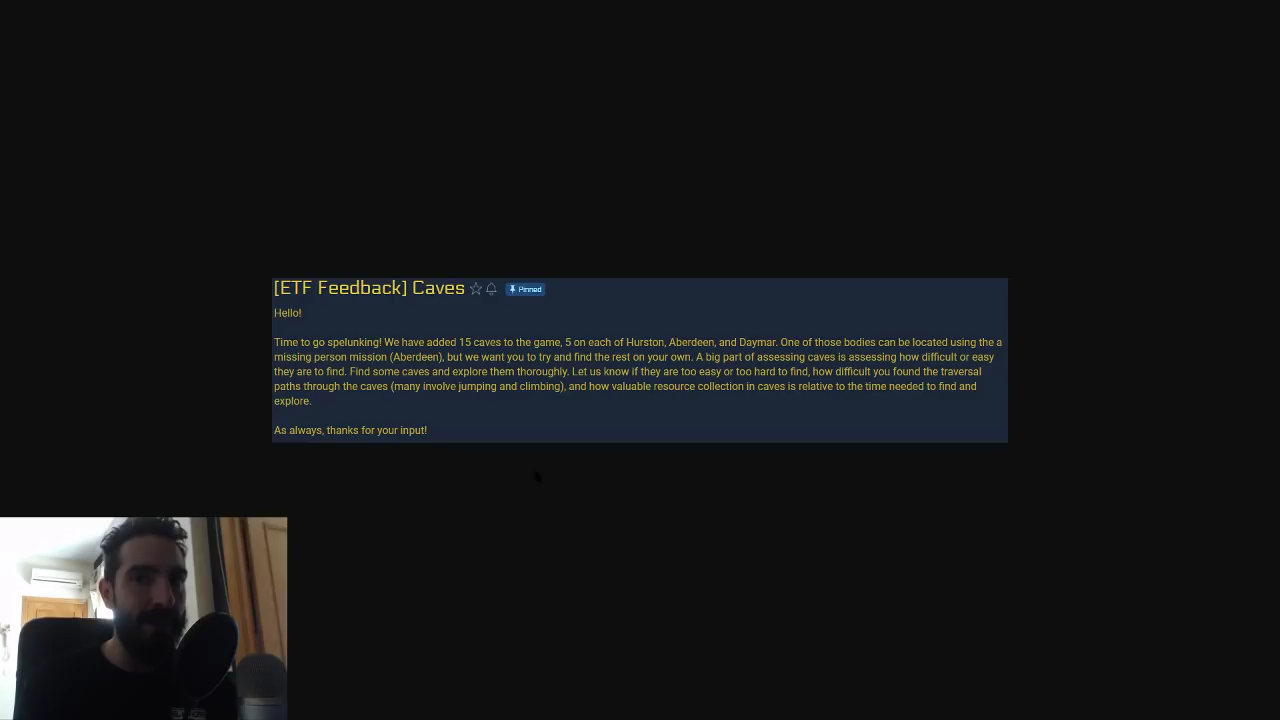 [ETF Feedback] Caves
Pinned
Hello!
Time to go spelunking! We have added 15 caves to the game, 5 on each of Hurston, Aberdeen, and Daymar. One of those bodies can be located using the a
missing person mission (Aberdeen), but we want you to try and find the rest on your own. A big part of assessing caves is assessing how difficult or easy
they are to find. Find some caves and explore them thoroughly. Let us know if they are too easy or too hard to find, how difficult you found the traversal
paths through the caves (many involve jumping and climbing), and how valuable resource collection in caves is relative to the time needed to find and
explore.
As always, thanks for your input!